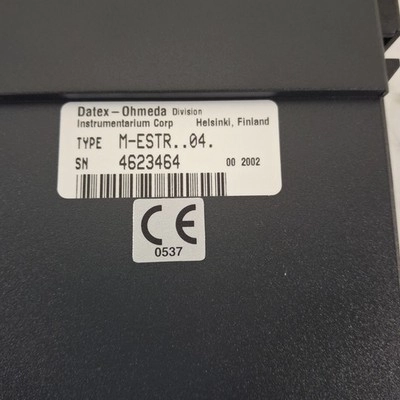 Datex-Ohmeda Division
Instrumentarium Corp Helsinki, Finland
TYPE M-ESTR..04.
SN 4623464 00 2002
CE
0537